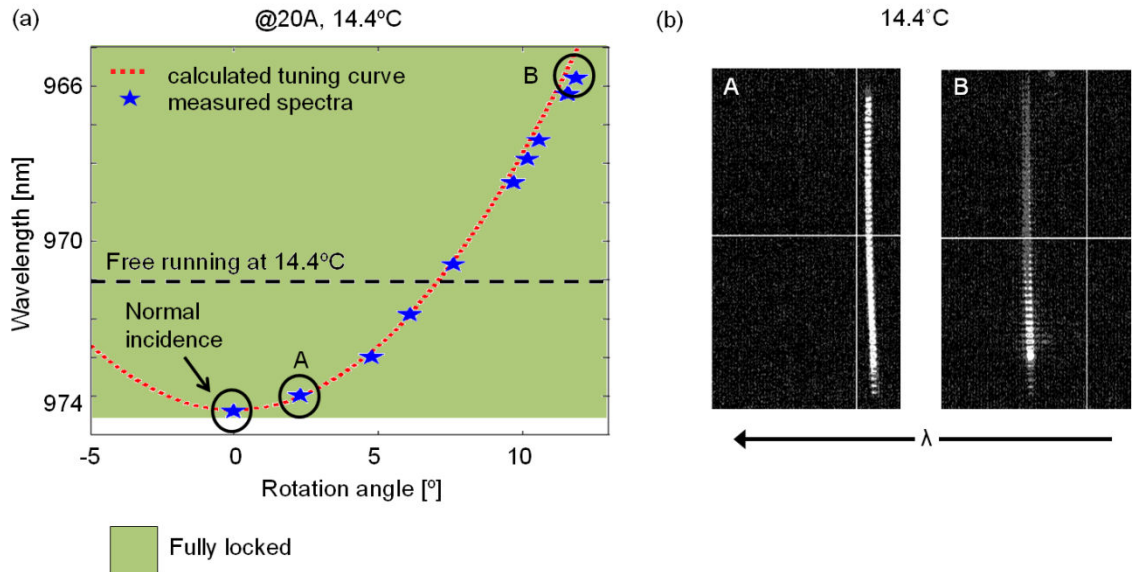 (a)
@20A, 14.4ºC
calculated tuning curve
measured spectra
B
966
970
974
Wavelength [nm]
Free running at 14.4ºC
Normal
incidence
A
-5
0
5
10
Rotation angle [º]
Fully locked
(b)
14.4˚C
A
B
λ